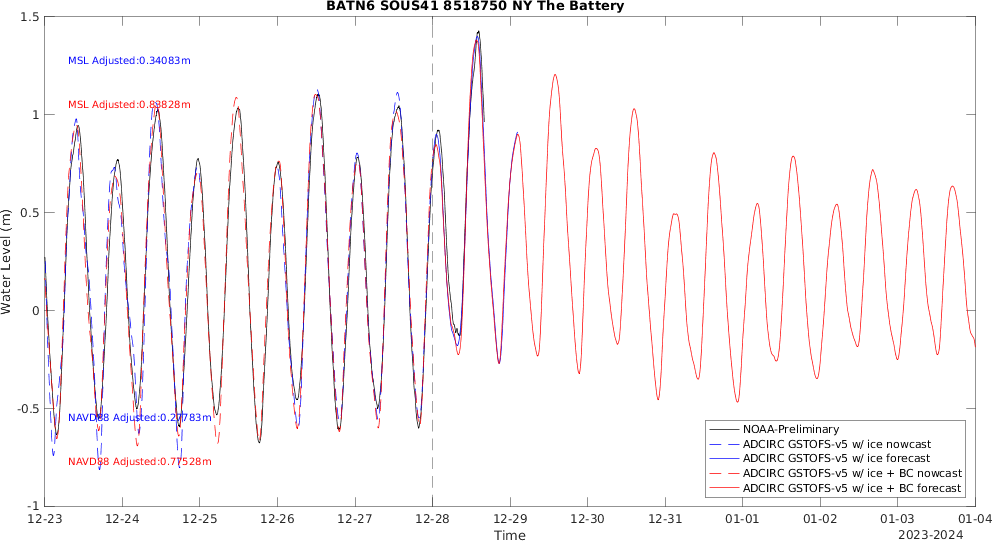 BATN6 SOUS41 8518750 NY The Battery
1.5
MSL Adjusted:0.34083m
MSL Adjusted:0.83828m
1
0.5
Water Level (m)
0
-0.5
NAVD88 Adjusted:0.27783m
NAVD88 Adjusted:0.77528m
-1
NOAA-Preliminary
ADCIRC GSTOFS-v5 w/ ice nowcast
ADCIRC GSTOFS-v5 w/ ice forecast
ADCIRC GSTOFS-v5 w/ ice + BC nowcast
ADCIRC GSTOFS-v5 w/ ice + BC forecast
12-23 12-24 12-25 12-26 12-27 12-28 12-29 12-30 12-31 01-01 01-02 01-03 01-04
Time
2023-2024